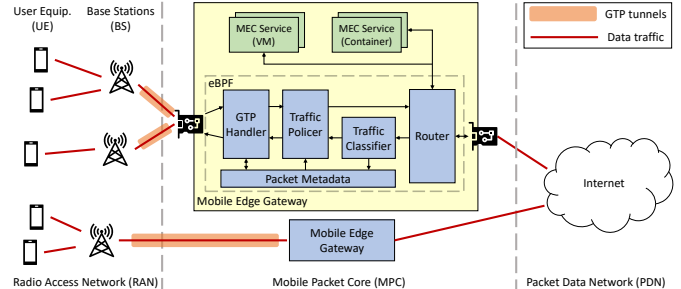 User Equip.
(UE)
Base Stations
(BS)
GTP tunnels
Data traffic
MEC Service
(VM)
MEC Service
(Container)
eBPF
GTP
Handler
Traffic
Policer
Traffic
Classifier
Router
Packet Metadata
Mobile Edge Gateway
Internet
Mobile Edge
Gateway
Radio Access Network (RAN)
Mobile Packet Core (MPC)
Packet Data Network (PDN)